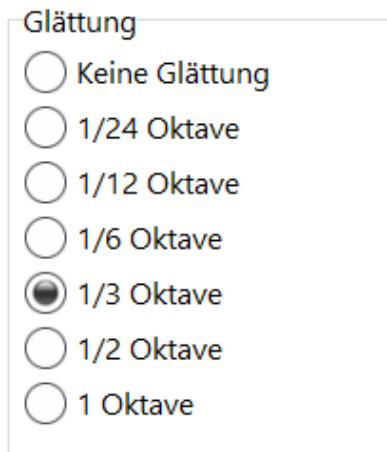 Glättung
Keine Glättung
1/24 Oktave
1/12 Oktave
1/6 Oktave
1/3 Oktave
1/2 Oktave
1 Oktave